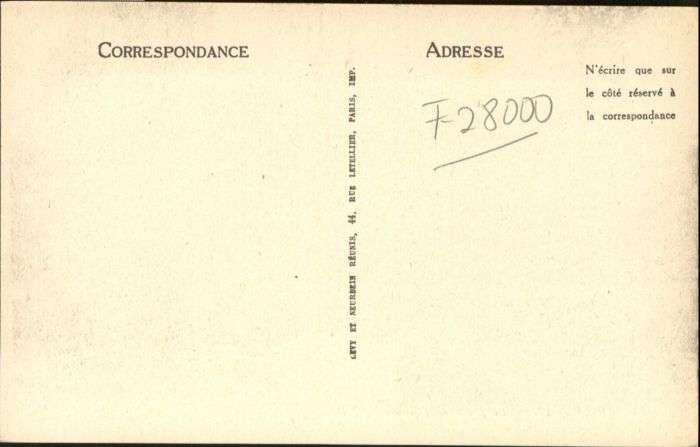 CORRESPONDANCE
ADRESSE
N'écrire que sur
le côté réservé à
la correspondance
F-28000
LEVY ET NEURDEIN RÉUNIS, 44, RUE LETELLIER, PARIS, IMP.